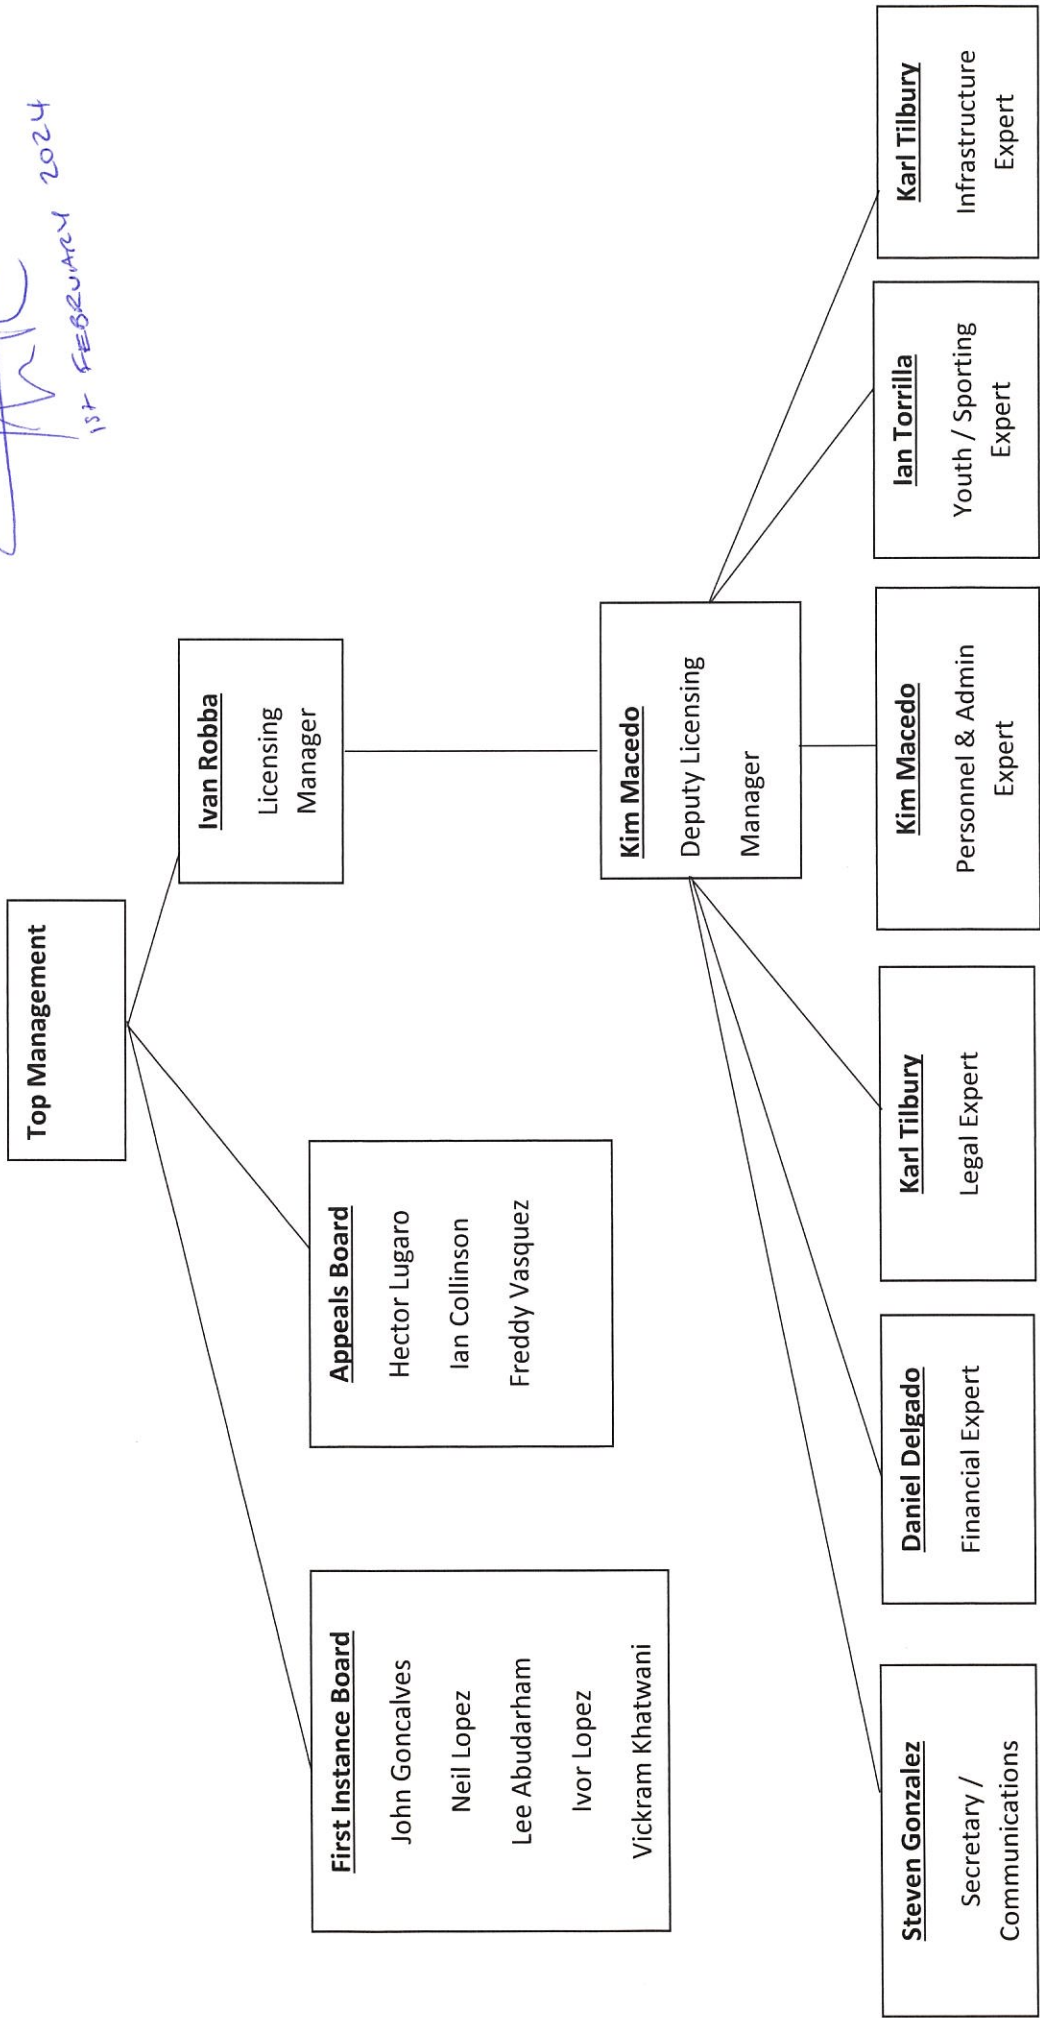 1st FEBRUARY 2024
Top Management
Ivan Robba
Licensing
Manager
Appeals Board
Hector Lugaro
Ian Collinson
Freddy Vasquez
First Instance Board
John Goncalves
Neil Lopez
Lee Abudarham
Ivor Lopez
Vickram Khatwani
Kim Macedo
Deputy Licensing
Manager
Steven Gonzalez
Secretary /
Communications
Daniel Delgado
Financial Expert
Karl Tilbury
Legal Expert
Kim Macedo
Personnel & Admin
Expert
Ian Torrilla
Youth / Sporting
Expert
Karl Tilbury
Infrastructure
Expert